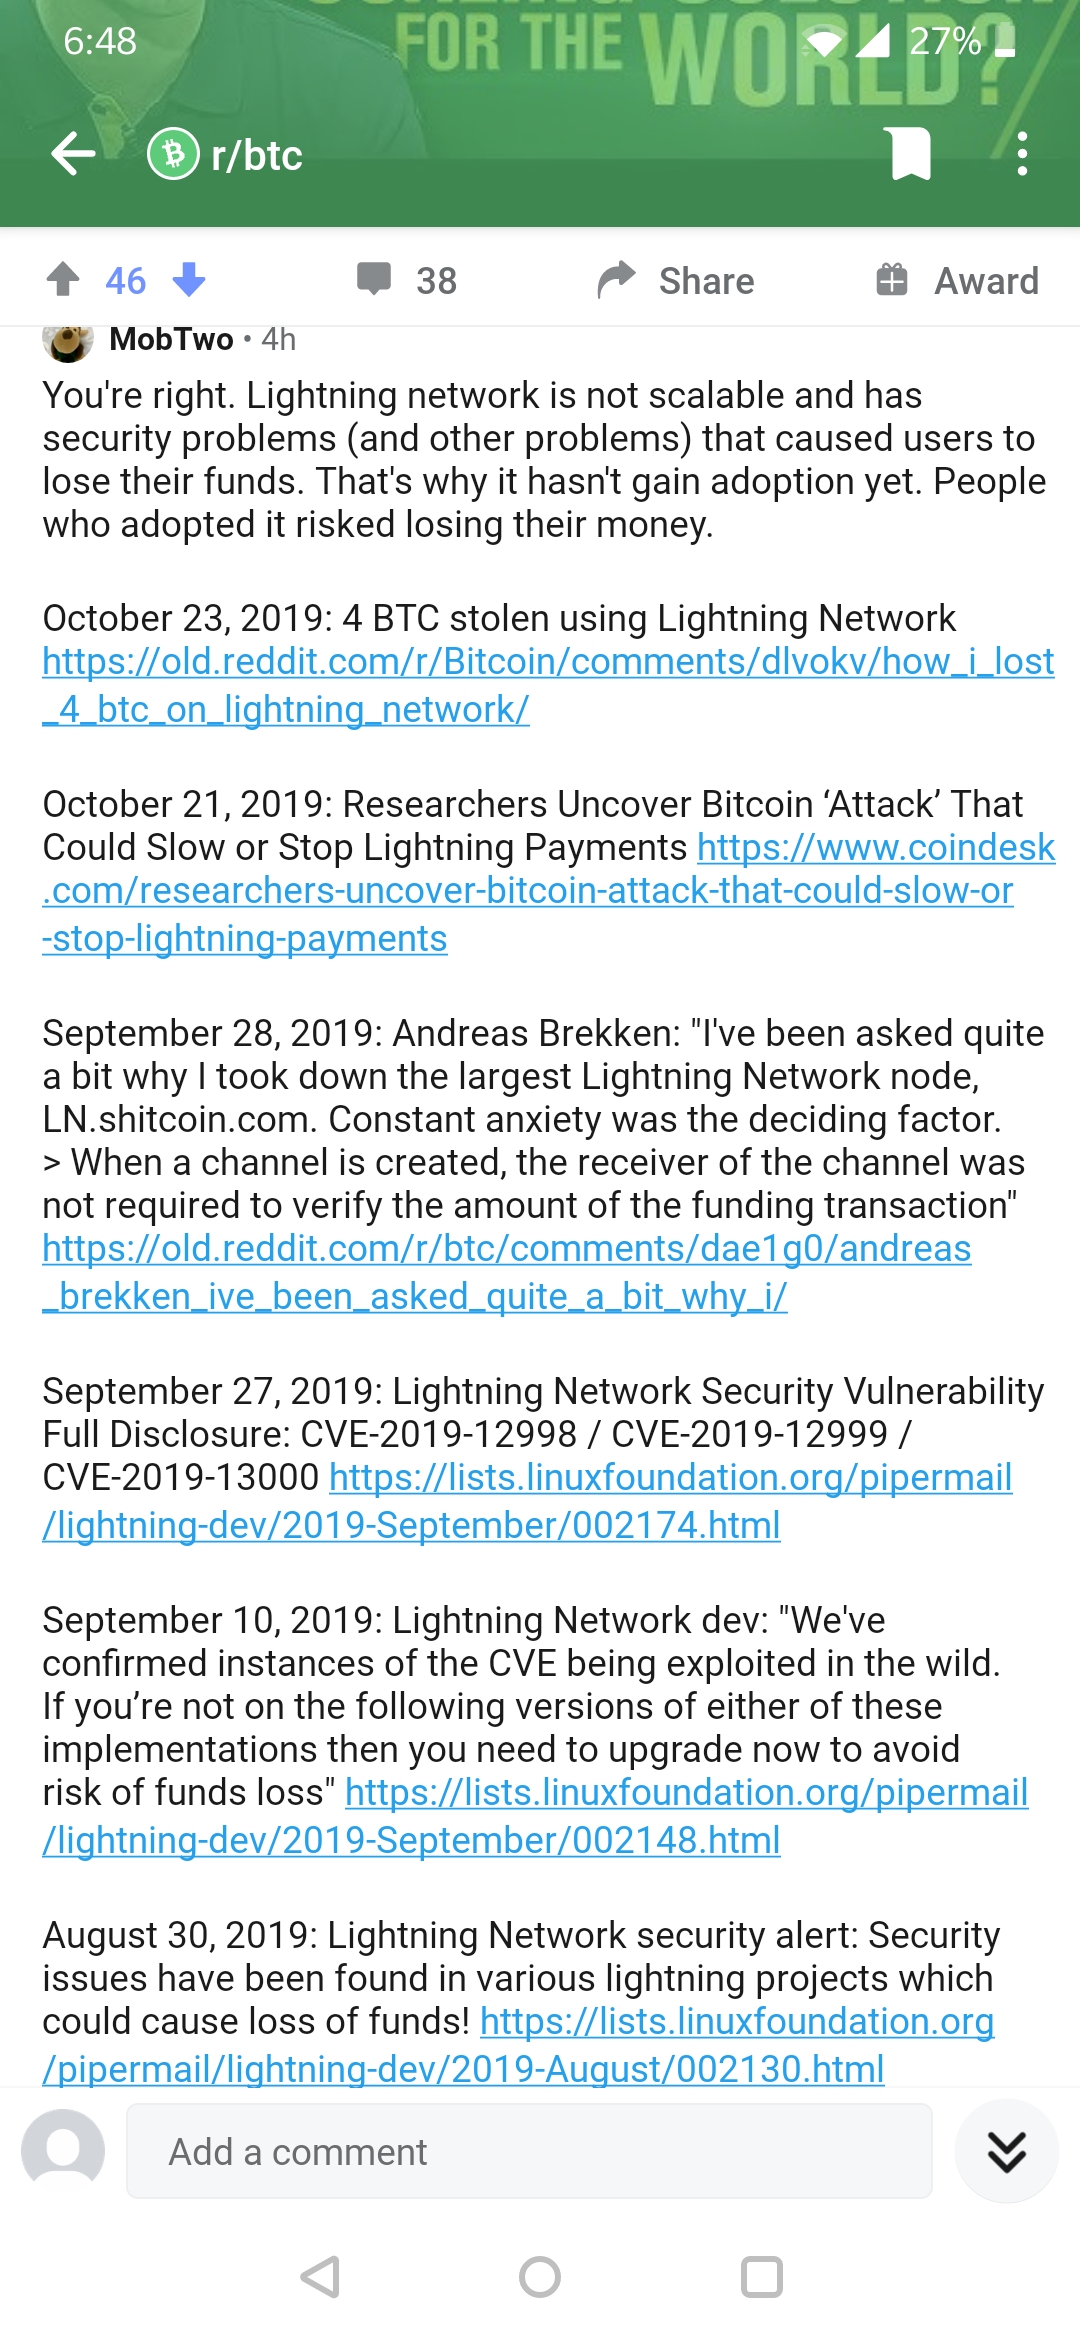 FOR THE WORLD?
6:48
27%
r/btc
46
38
Share
Award
MobTwo • 4h
You're right. Lightning network is not scalable and has
security problems (and other problems) that caused users to
lose their funds. That's why it hasn't gain adoption yet. People
who adopted it risked losing their money.
October 23, 2019: 4 BTC stolen using Lightning Network
https://old.reddit.com/r/Bitcoin/comments/dlvokv/how_i_lost
_4_btc_on_lightning_network/
October 21, 2019: Researchers Uncover Bitcoin ‘Attack’ That
Could Slow or Stop Lightning Payments https://www.coindesk
.com/researchers-uncover-bitcoin-attack-that-could-slow-or
-stop-lightning-payments
September 28, 2019: Andreas Brekken: "I've been asked quite
a bit why I took down the largest Lightning Network node,
LN.shitcoin.com. Constant anxiety was the deciding factor.
> When a channel is created, the receiver of the channel was
not required to verify the amount of the funding transaction"
https://old.reddit.com/r/btc/comments/dae1g0/andreas
_brekken_ive_been_asked_quite_a_bit_why_i/
September 27, 2019: Lightning Network Security Vulnerability
Full Disclosure: CVE-2019-12998 / CVE-2019-12999 /
CVE-2019-13000 https://lists.linuxfoundation.org/pipermail
/lightning-dev/2019-September/002174.html
September 10, 2019: Lightning Network dev: "We've
confirmed instances of the CVE being exploited in the wild.
If you’re not on the following versions of either of these
implementations then you need to upgrade now to avoid
risk of funds loss" https://lists.linuxfoundation.org/pipermail
/lightning-dev/2019-September/002148.html
August 30, 2019: Lightning Network security alert: Security
issues have been found in various lightning projects which
could cause loss of funds! https://lists.linuxfoundation.org
/pipermail/lightning-dev/2019-August/002130.html
Add a comment